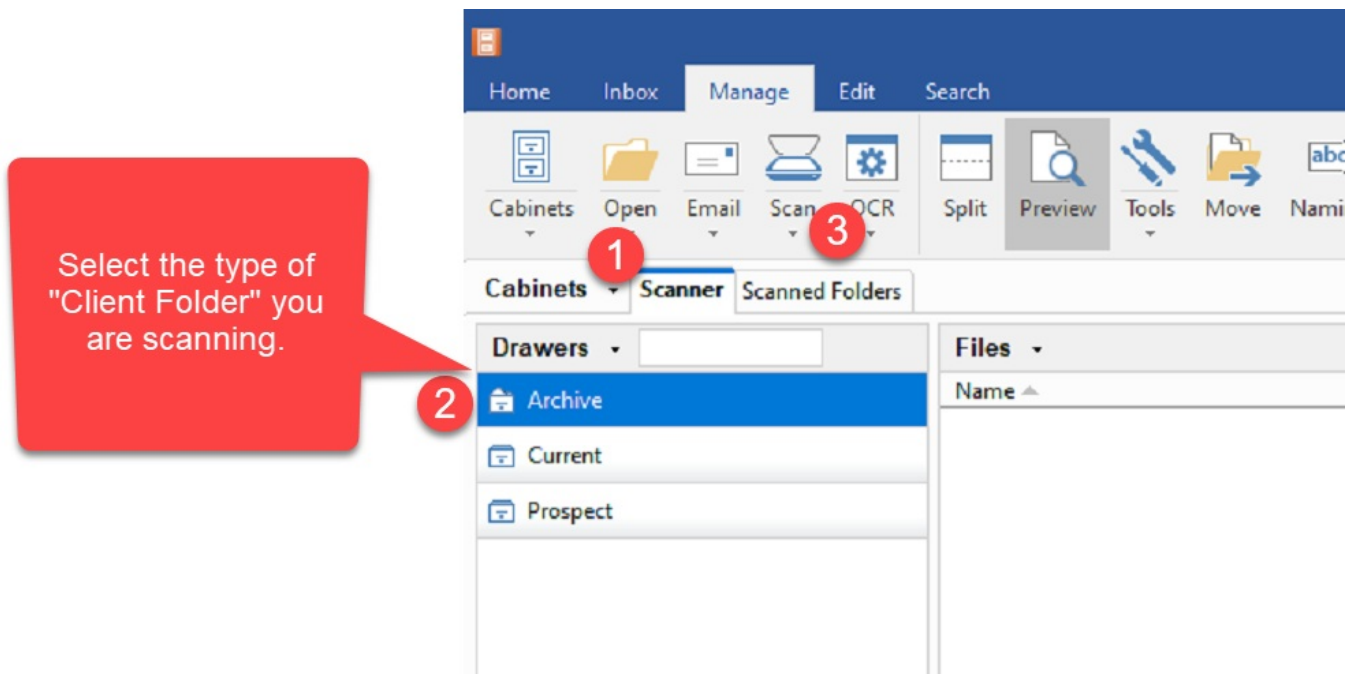 Home Inbox Manage Edit Search
Cabinets Open Email Scan OCR Split Preview Tools Move
1
3
Select the type of
"Client Folder" you
are scanning.
Cabinets Scanner Scanned Folders
Drawers Files
2
Archive Name
Current
Prospect